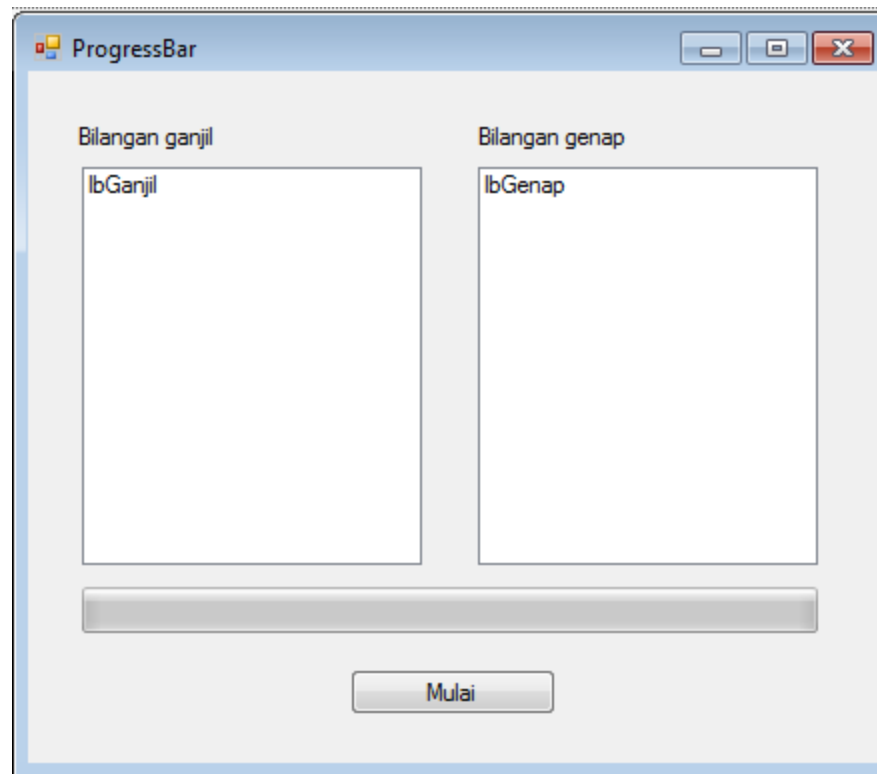 ProgressBar
Bilangan ganjil
Bilangan genap
lbGanjil
lbGenap
Mulai